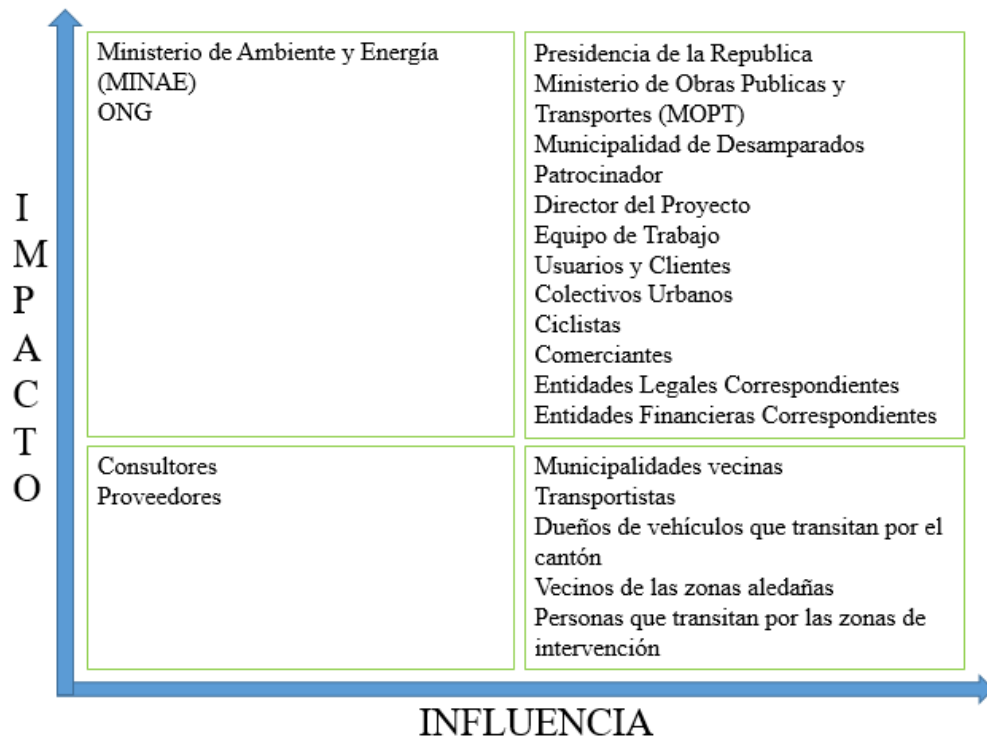 IMPACTO
Ministerio de Ambiente y Energía
(MINAE)
ONG
Presidencia de la Republica
Ministerio de Obras Publicas y
Transportes (MOPT)
Municipalidad de Desamparados
Patrocinador
Director del Proyecto
Equipo de Trabajo
Usuarios y Clientes
Colectivos Urbanos
Ciclistas
Comerciantes
Entidades Legales Correspondientes
Entidades Financieras Correspondientes
Consultores
Proveedores
Municipalidades vecinas
Transportistas
Dueños de vehículos que transitan por el
cantón
Vecinos de las zonas aledañas
Personas que transitan por las zonas de
intervención
INFLUENCIA